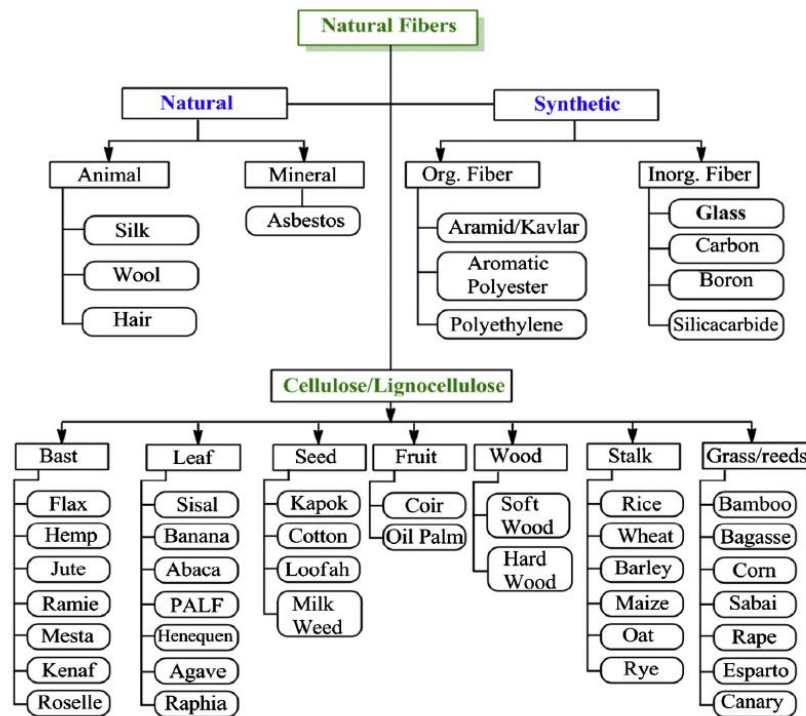 Natural Fibers
Natural
Synthetic
Animal
Mineral
Org. Fiber
Inorg. Fiber
Silk
Wool
Hair
Asbestos
Aramid/Kavlar
Aromatic
Polyester
Polyethylene
Glass
Carbon
Boron
Silicacarbide
Cellulose/Lignocellulose
Bast
Flax
Hemp
Jute
Ramie
Mesta
Kenaf
Roselle
Leaf
Sisal
Banana
Abaca
PALF
Henequen
Agave
Raphia
Seed
Kapok
Cotton
Loofah
Milk
Weed
Fruit
Coir
Oil Palm
Wood
Soft
Wood
Hard
Wood
Stalk
Rice
Wheat
Barley
Maize
Oat
Rye
Grass/reeds
Bamboo
Bagasse
Corn
Sabai
Rape
Esparto
Canary